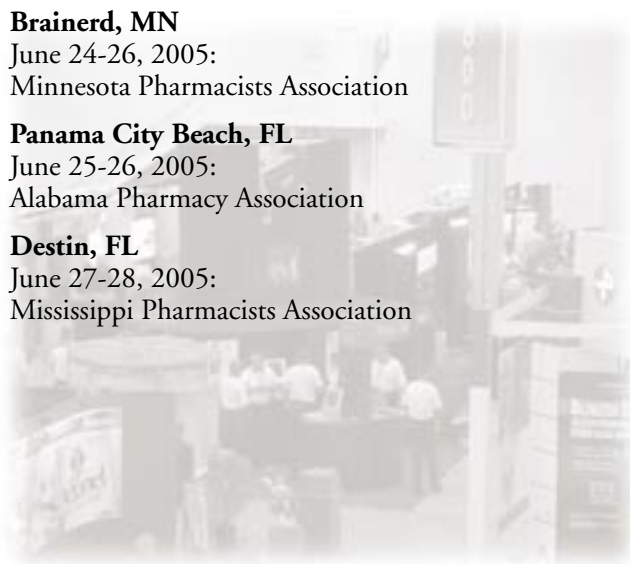 Brainerd, MN
June 24-26, 2005:
Minnesota Pharmacists Association
Panama City Beach, FL
June 25-26, 2005:
Alabama Pharmacy Association
Destin, FL
June 27-28, 2005:
Mississippi Pharmacists Association